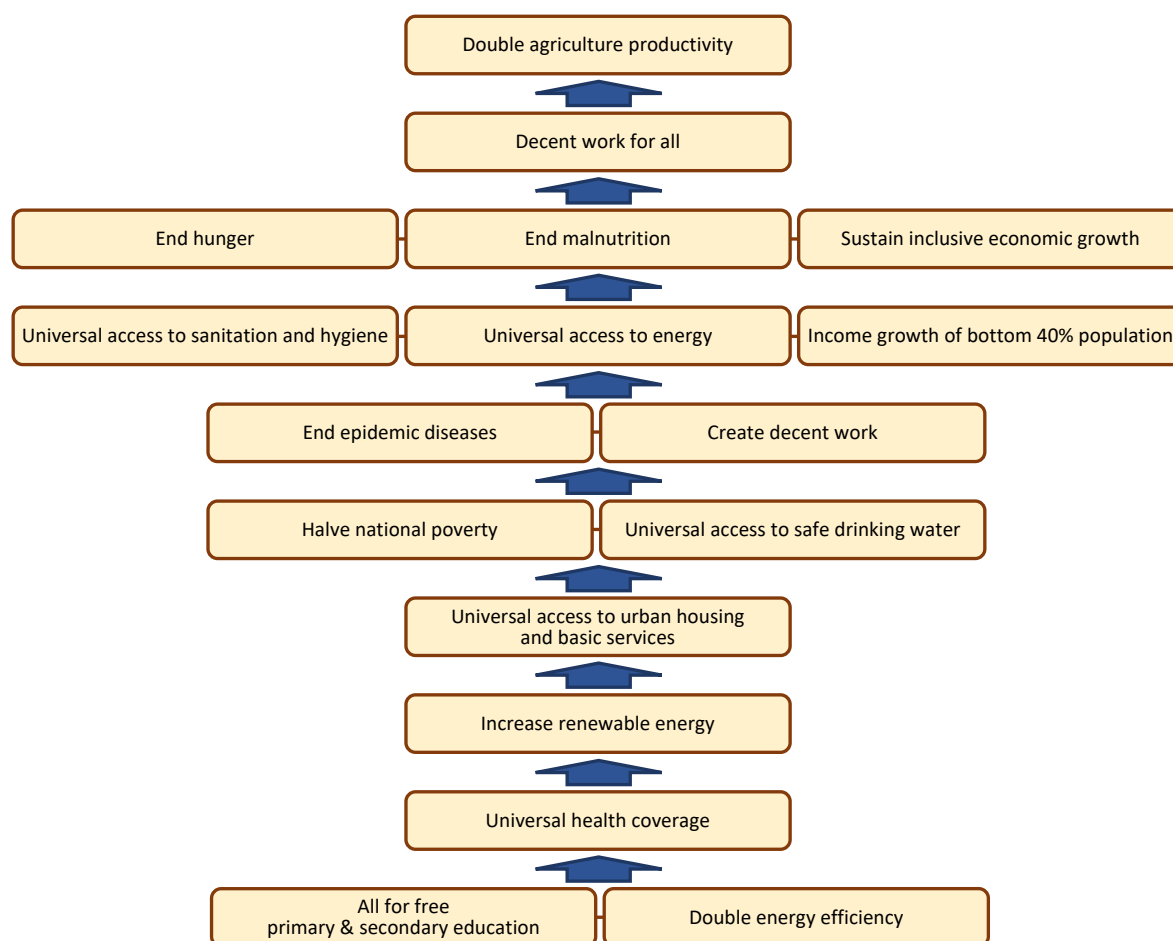 Double agriculture productivity
Decent work for all
End hunger
End malnutrition
Sustain inclusive economic growth
Universal access to sanitation and hygiene
Universal access to energy
Income growth of bottom 40% population
End epidemic diseases
Create decent work
Halve national poverty
Universal access to safe drinking water
Universal access to urban housing
and basic services
Increase renewable energy
Universal health coverage
All for free
primary & secondary education
Double energy efficiency